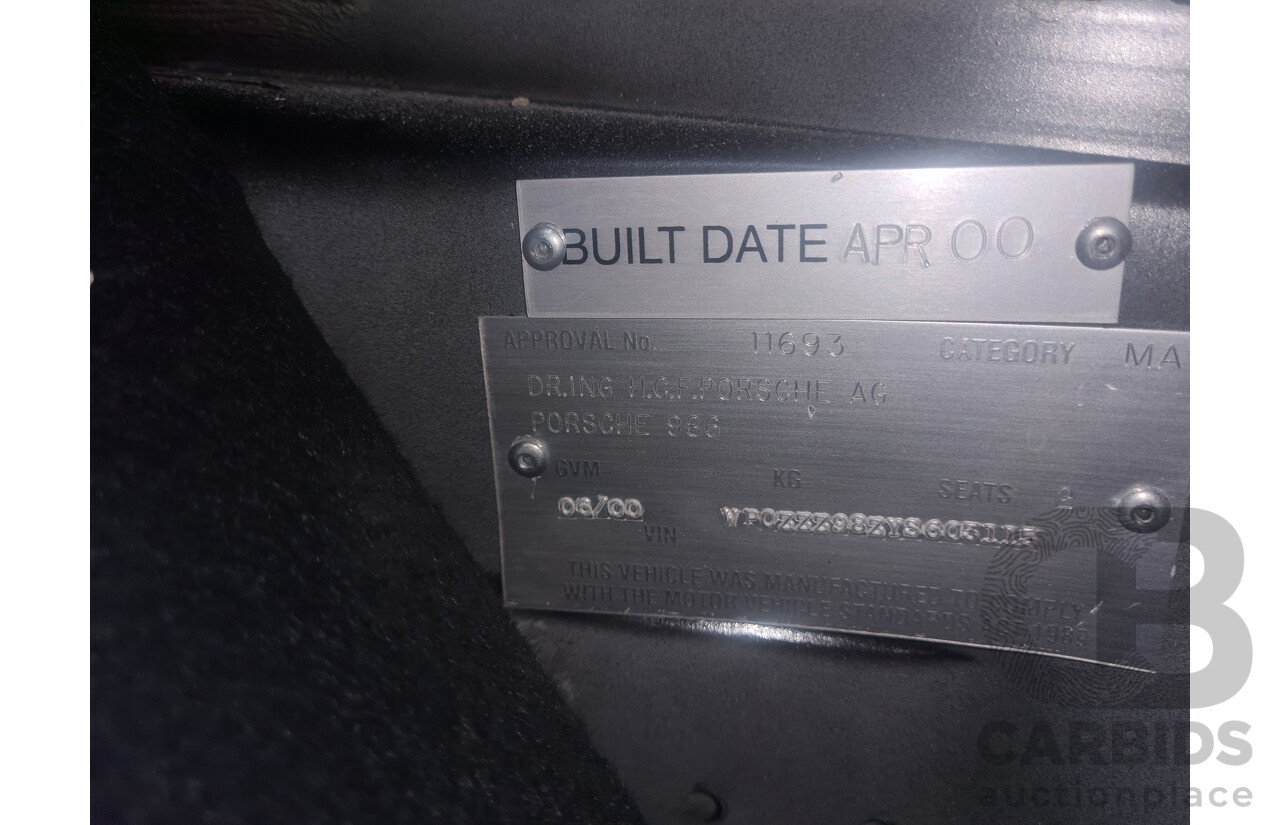 BUILT DATE APR 00
APPROVAL No. 11693 CATEGORY MA
DR.ING H.C.F.PORSCHE AG
PORSCHE 986
GVM KG SEATS 2
06/00
VIN
THIS VEHICLE WAS MANUFACTURED TO COMPLY
WITH THE MOTOR VEHICLE STANDARDS 1989
CB
CARBIDS
auctionplace